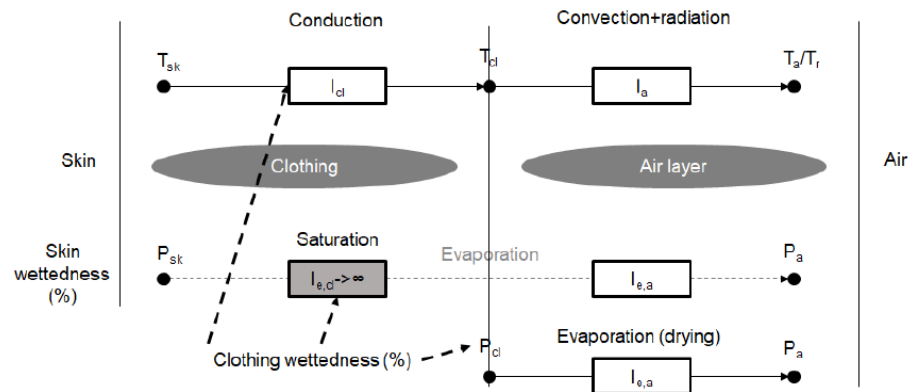 Conduction
Convection+radiation
T_sk
T_cl
T_a/T_r
I_cl
I_a
Skin
Clothing
Air layer
Air
Skin
wettedness
(%)
Saturation
Evaporation
P_sk
P_a
I_e,cl->∞
I_e,a
Evaporation (drying)
Clothing wettedness (%)
P_cl
P_a
I_e,a